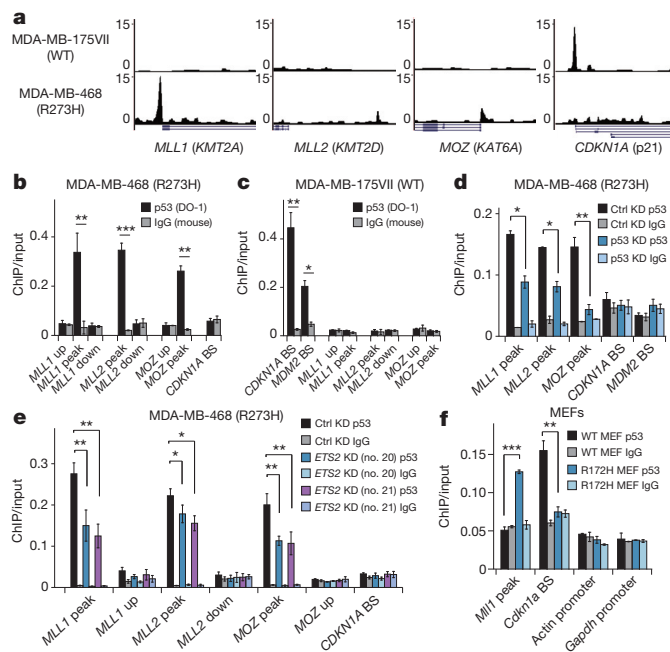 a
MDA-MB-175VII
(WT)
15
0
15
0
15
0
15
0
MDA-MB-468
(R273H)
15
0
15
0
15
0
15
0
MLL1 (KMT2A)
MLL2 (KMT2D)
MOZ (KAT6A)
CDKN1A (p21)
b
MDA-MB-468 (R273H)
p53 (DO-1)
IgG (mouse)
ChIP/input
0.4
0.2
0
**
***
**
MLL1 up
MLL1 peak
MLL1 down
MLL2 peak
MLL2 down
MOZ up
MOZ peak
CDKN1A BS
c
MDA-MB-175VII (WT)
p53 (DO-1)
IgG (mouse)
ChIP/input
0.4
0.2
0
**
*
CDKN1A BS
MDM2 BS
MLL1 up
MLL1 peak
MLL2 peak
MLL2 down
MOZ up
MOZ peak
d
MDA-MB-468 (R273H)
Ctrl KD p53
Ctrl KD IgG
p53 KD p53
p53 KD IgG
ChIP/input
0.2
0.1
0
*
*
**
MLL1 peak
MLL2 peak
MOZ peak
CDKN1A BS
MDM2 BS
e
MDA-MB-468 (R273H)
Ctrl KD p53
Ctrl KD IgG
ETS2 KD (no. 20) p53
ETS2 KD (no. 20) IgG
ETS2 KD (no. 21) p53
ETS2 KD (no. 21) IgG
ChIP/input
0.3
0.2
0.1
0
**
**
*
*
**
**
MLL1 peak
MLL1 up
MLL2 peak
MLL2 down
MOZ peak
MOZ up
CDKN1A BS
f
MEFs
WT MEF p53
WT MEF IgG
R172H MEF p53
R172H MEF IgG
ChIP/input
0.15
0.10
0.05
0
***
**
Mll1 peak
Cdkn1a BS
Actin promoter
Gapdh promoter